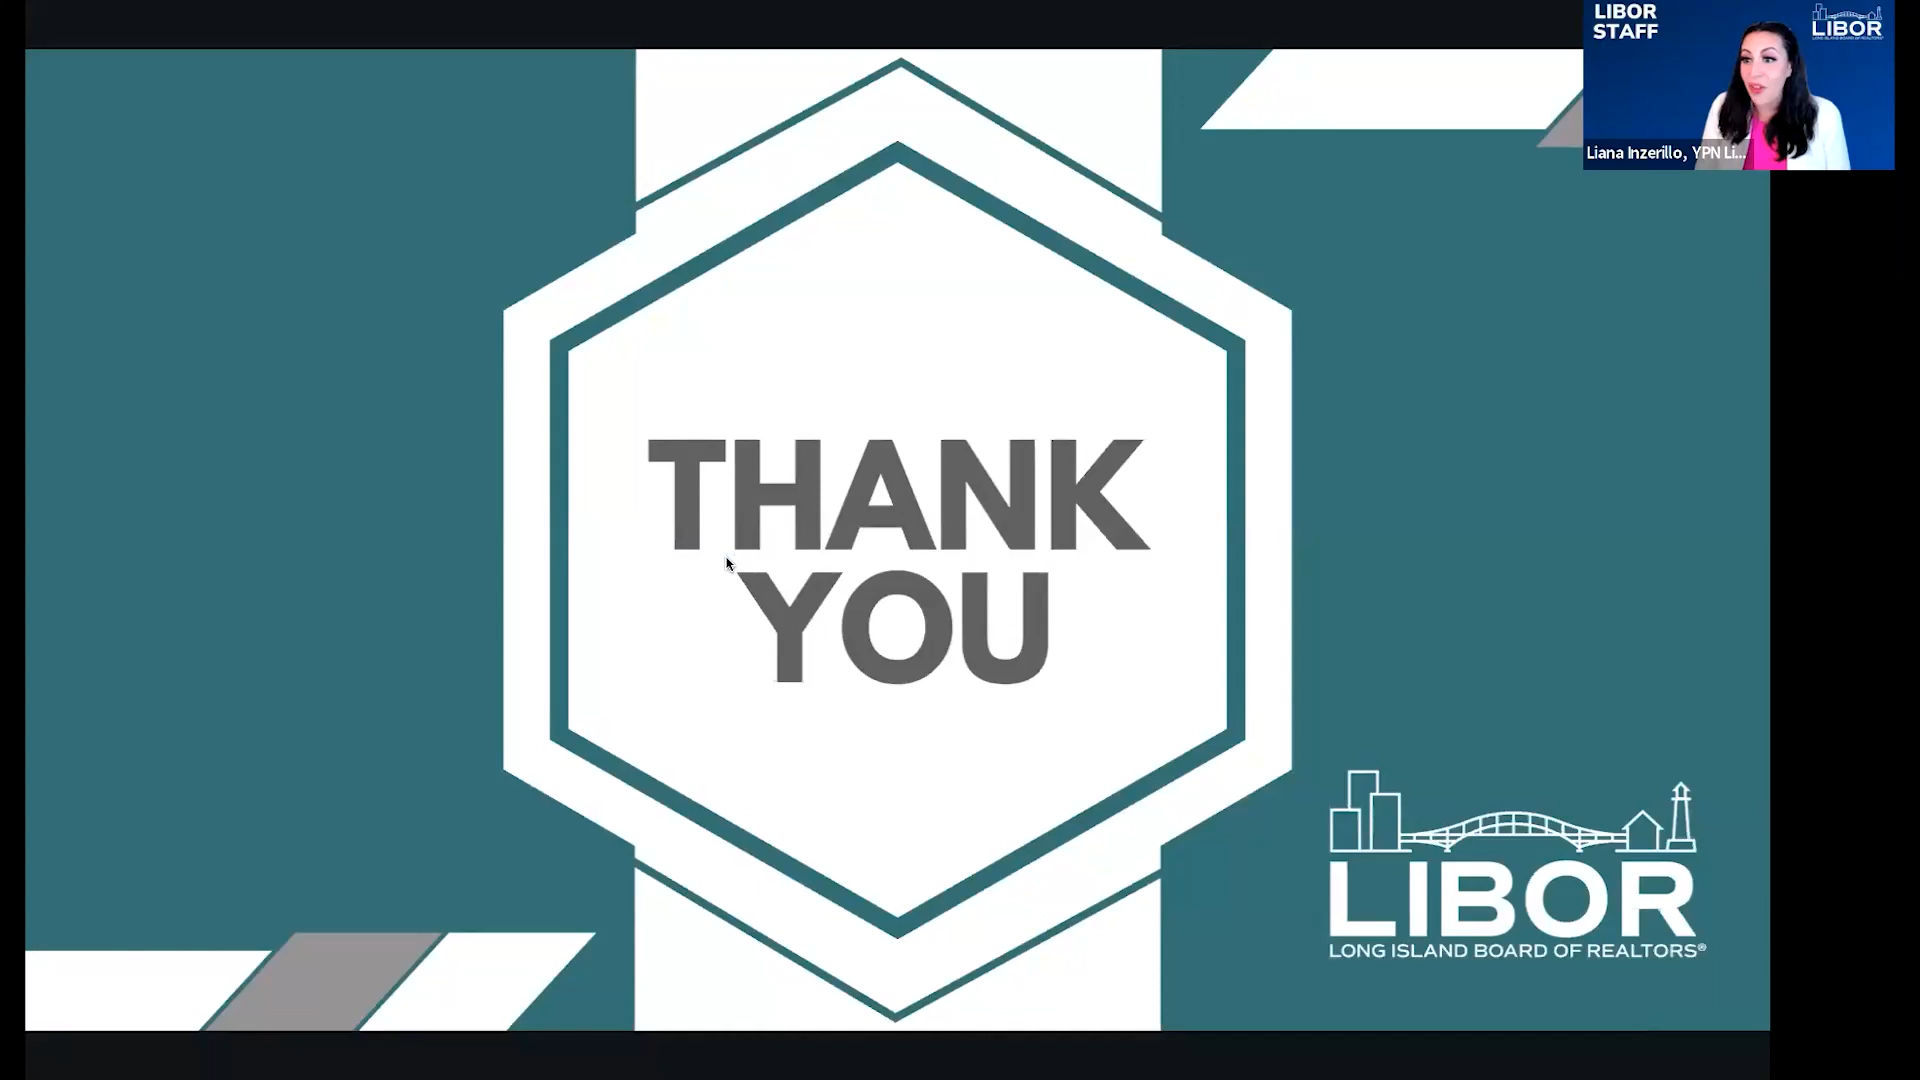 LIBOR
STAFF
LIBOR
Liana Inzerillo, YPN Li...
THANK
YOU
LIBOR
LONG ISLAND BOARD OF REALTORS®